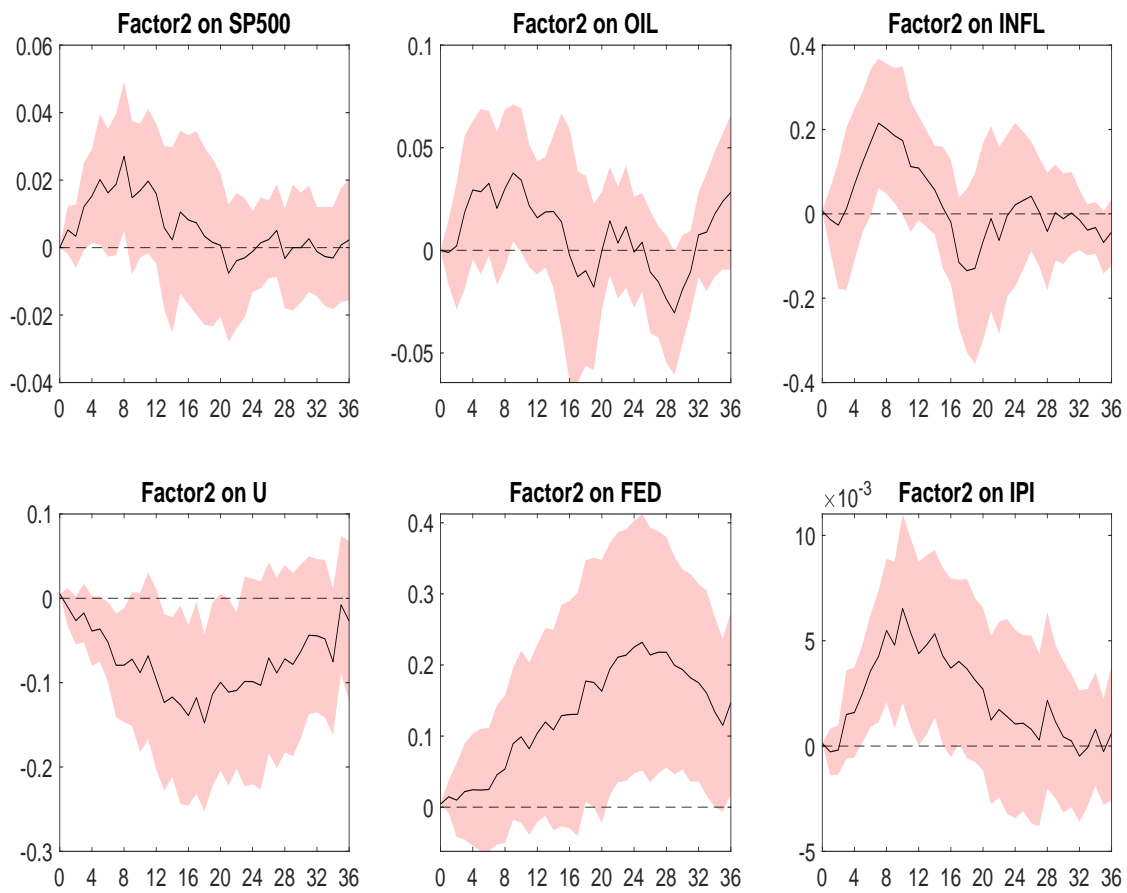 Factor2 on SP500
0.06
0.04
0.02
0
-0.02
-0.04
0 4 8 12 16 20 24 28 32 36
Factor2 on OIL
0.1
0.05
0
-0.05
0 4 8 12 16 20 24 28 32 36
Factor2 on INFL
0.4
0.2
0
-0.2
-0.4
0 4 8 12 16 20 24 28 32 36
Factor2 on U
0.1
0
-0.1
-0.2
-0.3
0 4 8 12 16 20 24 28 32 36
Factor2 on FED
0.4
0.3
0.2
0.1
0
0 4 8 12 16 20 24 28 32 36
×10⁻³ Factor2 on IPI
10
5
0
-5
0 4 8 12 16 20 24 28 32 36